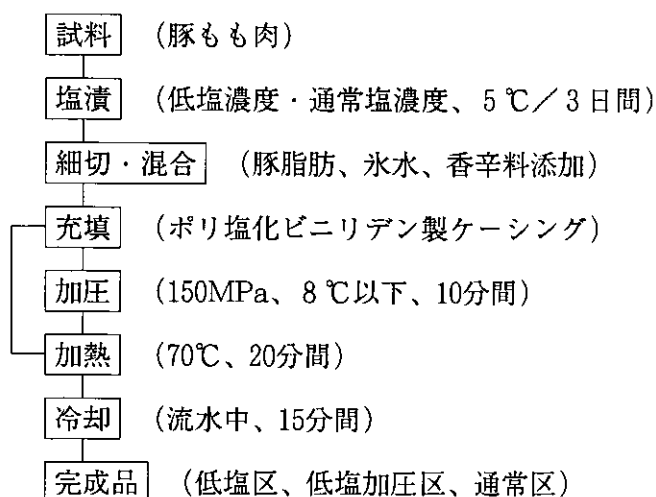 試料 (豚もも肉)
塩漬 (低塩濃度・通常塩濃度、5℃/3日間)
細切・混合 (豚脂肪、氷水、香辛料添加)
充填 (ポリ塩化ビニリデン製ケーシング)
加圧 (150MPa、8℃以下、10分間)
加熱 (70℃、20分間)
冷却 (流水中、15分間)
完成品 (低塩区、低塩加圧区、通常区)